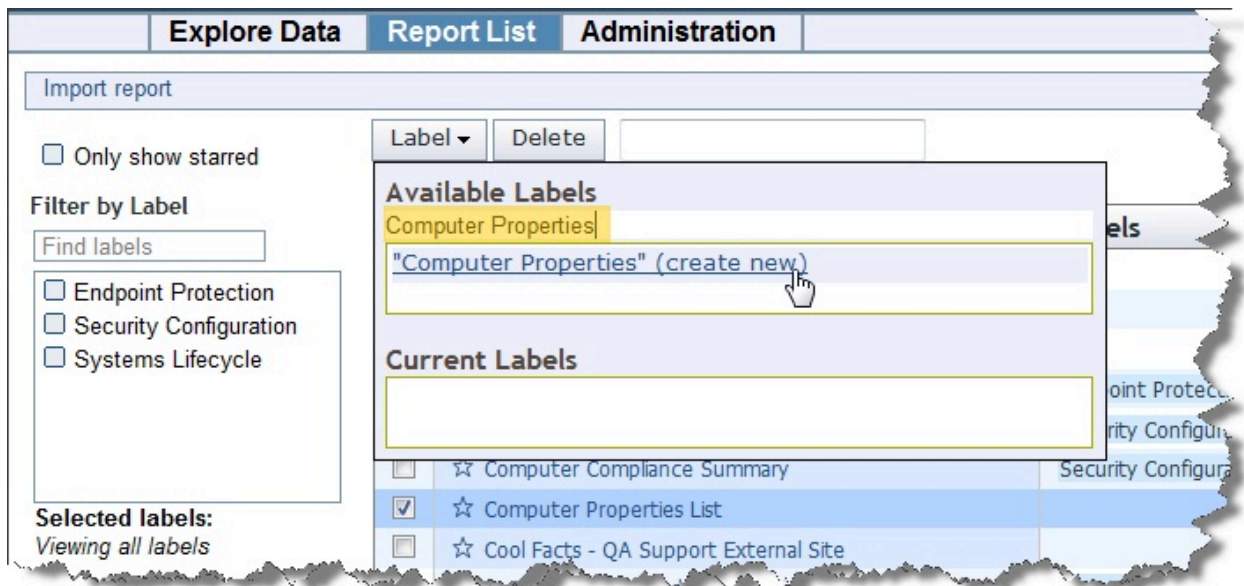 Explore Data Report List Administration
Import report
Label Delete
Only show starred
Filter by Label
Find labels
Endpoint Protection
Security Configuration
Systems Lifecycle
Selected labels:
Viewing all labels
Available Labels
Computer Properties
"Computer Properties" (create new)
Current Labels
Computer Compliance Summary
Computer Properties List
Cool Facts - QA Support External Site